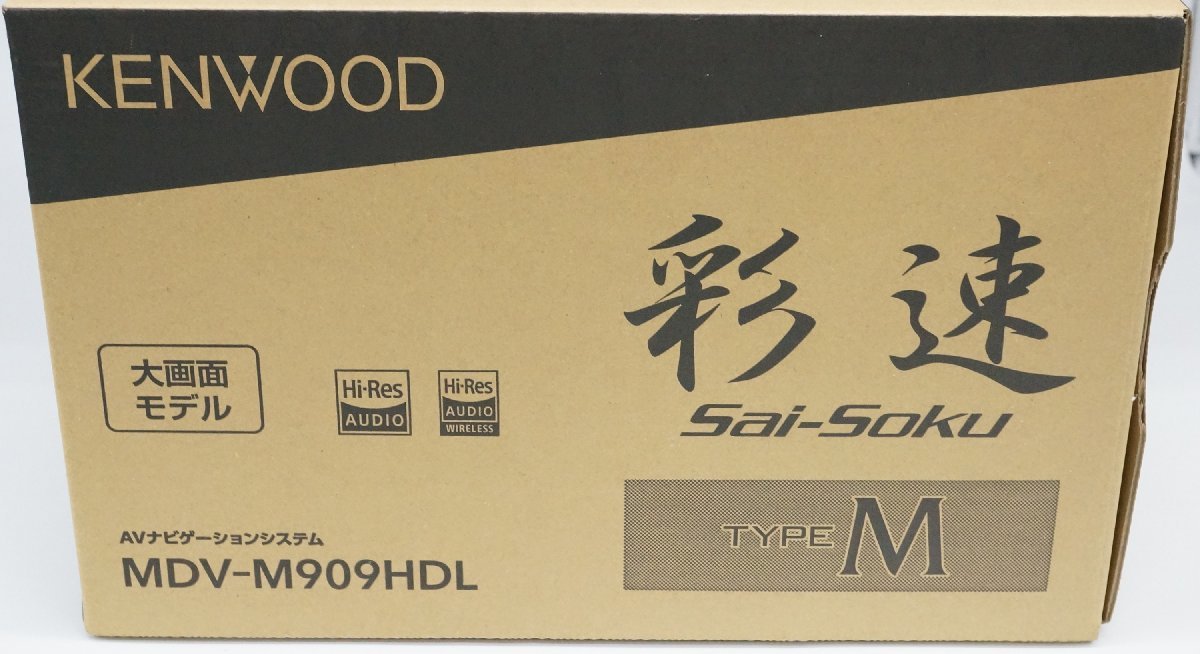 KENWOOD
彩速
Sai-Soku
大画面
モデル
Hi-Res
AUDIO
Hi-Res
AUDIO
WIRELESS
TYPE M
AVナビゲーションシステム
MDV-M909HDL